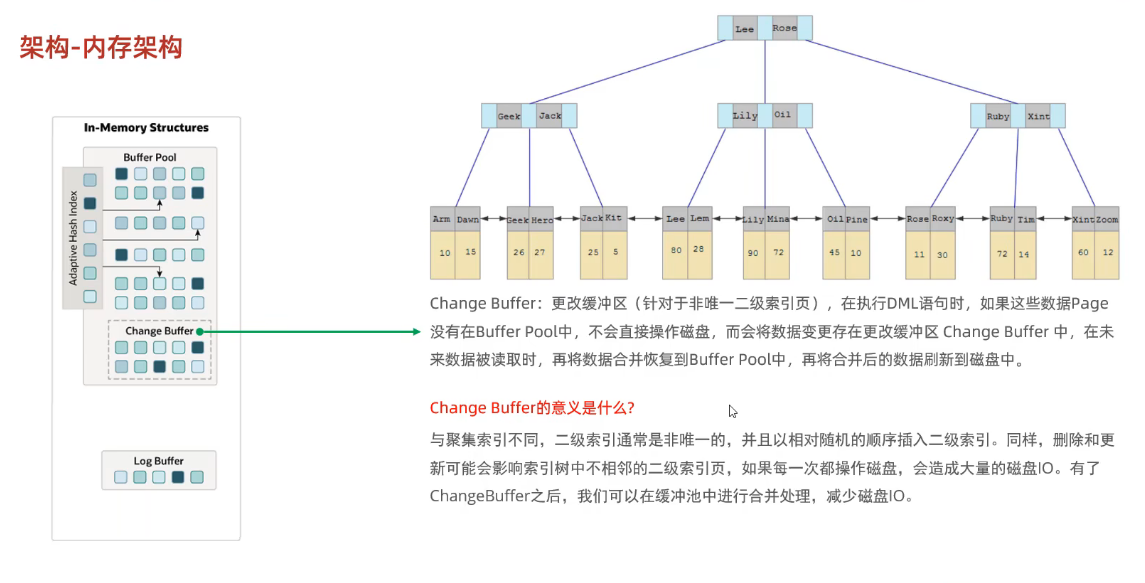 架构-内存架构
In-Memory Structures
Buffer Pool
Adaptive Hash Index
Change Buffer
Log Buffer
Lee Rose
Geek Jack
Lily Oil
Ruby Xint
Arm Dawn Geek Hero Jack Kit Lee Lem Lily Mina Oil Pine Rose Roxy Ruby Tim Xint Zoom
10 15 26 27 25 5 80 28 90 72 45 10 11 30 72 14 60 12
Change Buffer：更改缓冲区（针对于非唯一二级索引页），在执行DML语句时，如果这些数据Page
没有在Buffer Pool中，不会直接操作磁盘，而会将数据变更存在更改缓冲区 Change Buffer 中，在未
来数据被读取时，再将数据合并恢复到Buffer Pool中，再将合并后的数据刷新到磁盘中。
Change Buffer的意义是什么?
与聚集索引不同，二级索引通常是非唯一的，并且以相对随机的顺序插入二级索引。同样，删除和更
新可能会影响索引树中不相邻的二级索引页，如果每一次都操作磁盘，会造成大量的磁盘IO。有了
ChangeBuffer之后，我们可以在缓冲池中进行合并处理，减少磁盘IO。